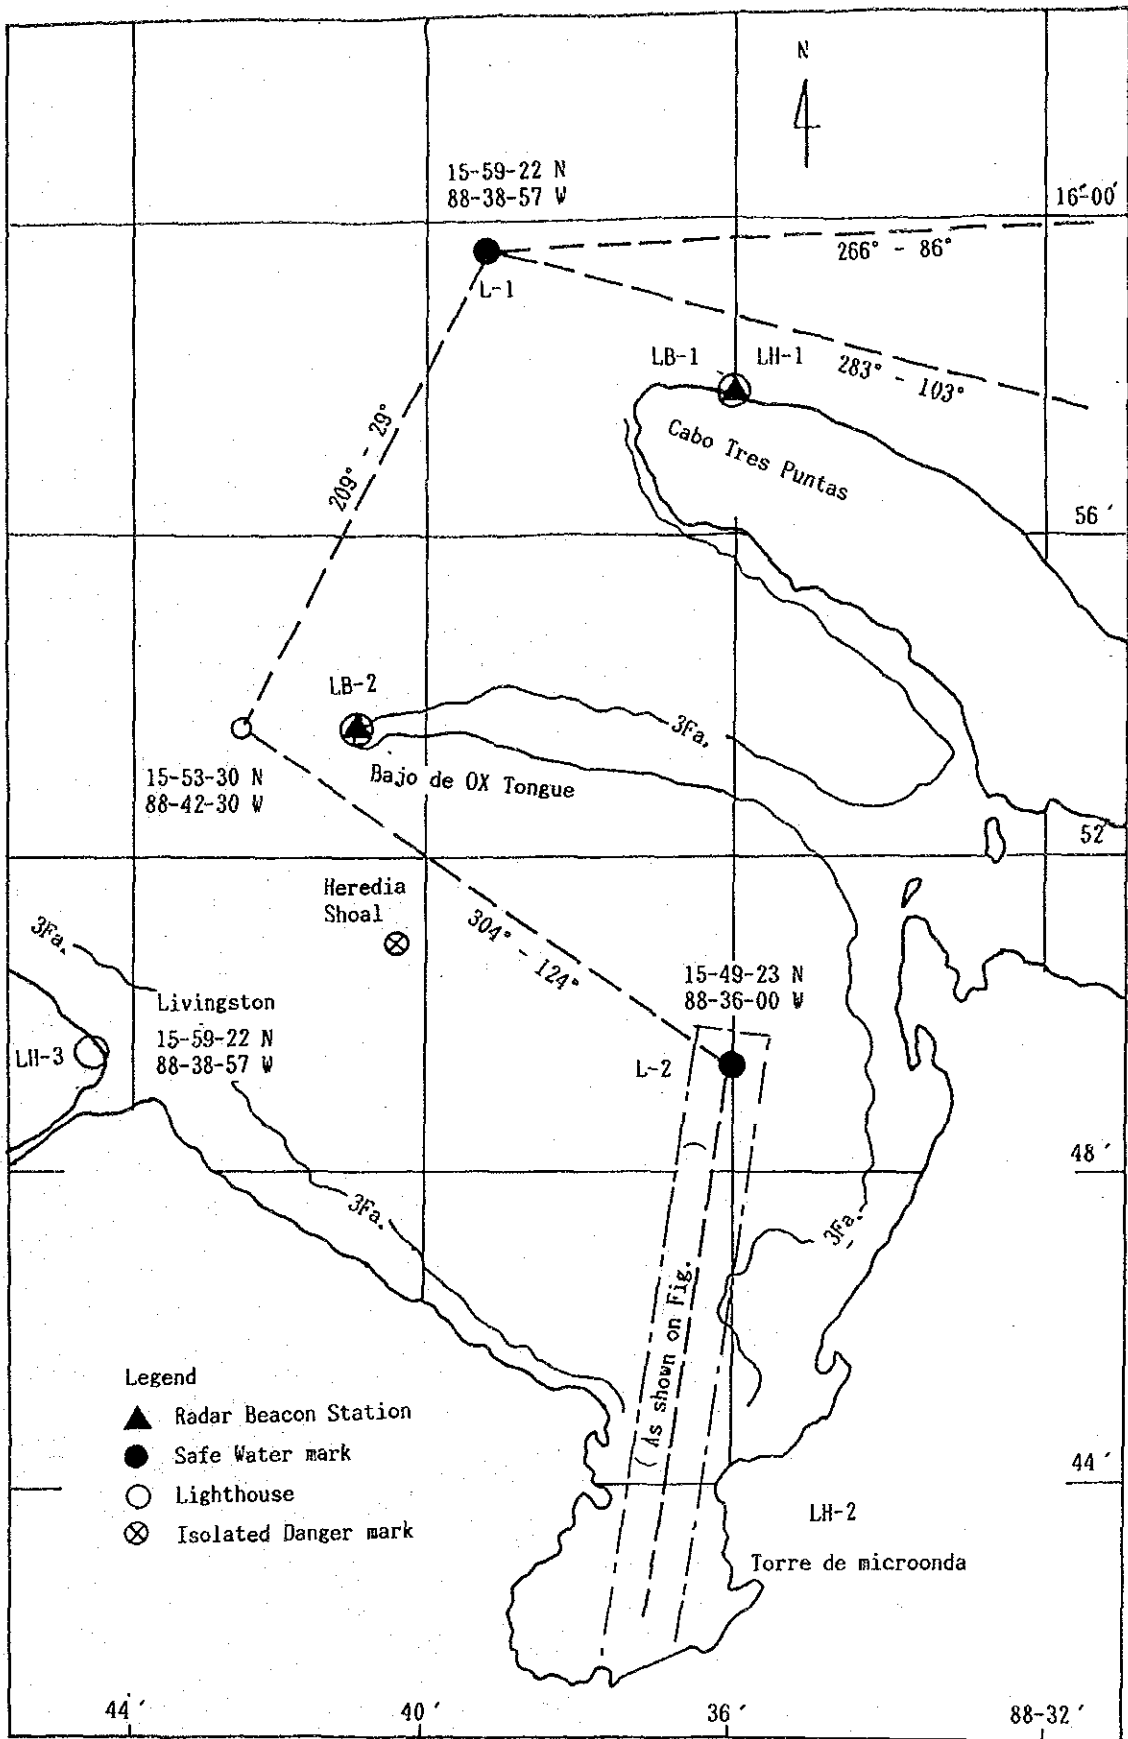 N
15-59-22 N
88-38-57 W
16-00′
266° - 86°
L-1
LB-1
LH-1
283° - 103°
Cabo Tres Puntas
209° - 29°
56 ′
LB-2
3Fa.
15-53-30 N
88-42-30 W
Bajo de OX Tongue
52′
Heredia
Shoal
304° - 124°
3Fa.
15-49-23 N
88-36-00 W
Livingston
15-59-22 N
88-38-57 W
LH-3
L-2
48 ′
3Fa.
3Fa.
( As shown on Fig. )
Legend
Radar Beacon Station
Safe Water mark
Lighthouse
Isolated Danger mark
44 ′
LH-2
Torre de microonda
44 ′
40 ′
36 ′
88-32 ′